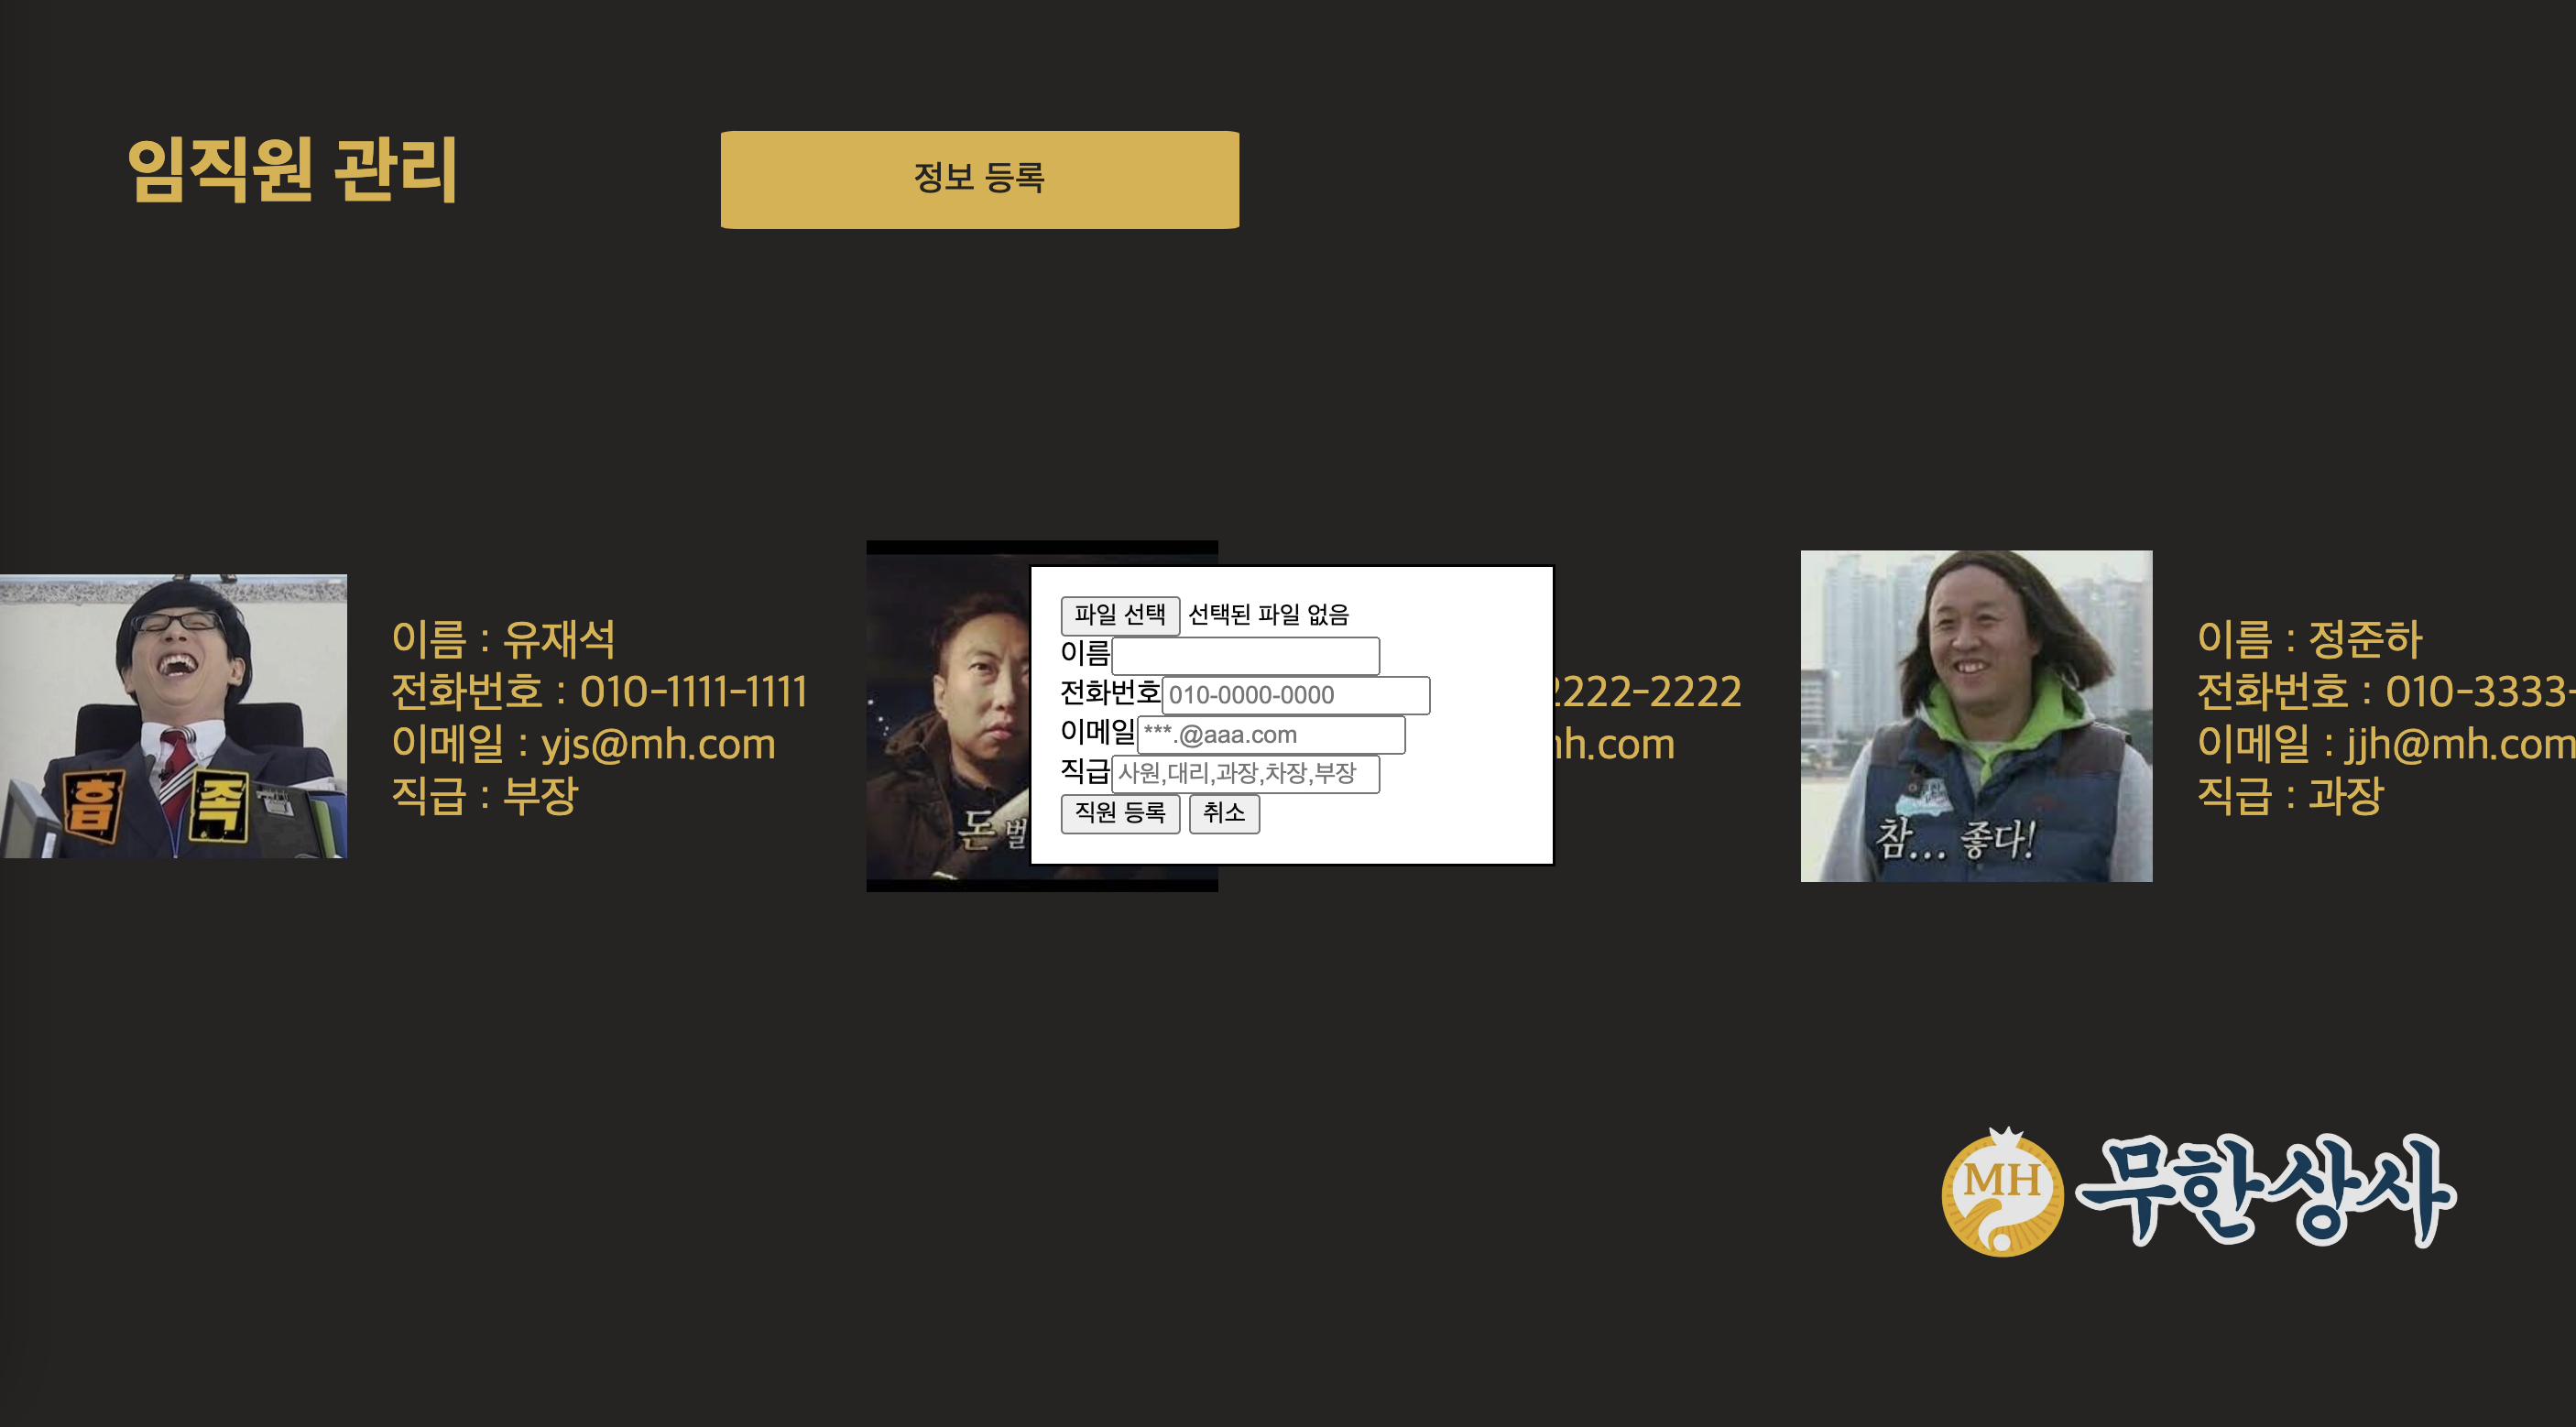 임직원 관리
정보 등록
흡 족
이름 : 유재석
전화번호 : 010-1111-1111
이메일 : yjs@mh.com
직급 : 부장
돈 벌
파일 선택 선택된 파일 없음
이름
전화번호 010-0000-0000
이메일 ***.@aaa.com
직급 사원,대리,과장,차장,부장
직원 등록 취소
2222-2222
h.com
참... 좋다!
이름 : 정준하
전화번호 : 010-3333-
이메일 : jjh@mh.com
직급 : 과장
MH 무한상사